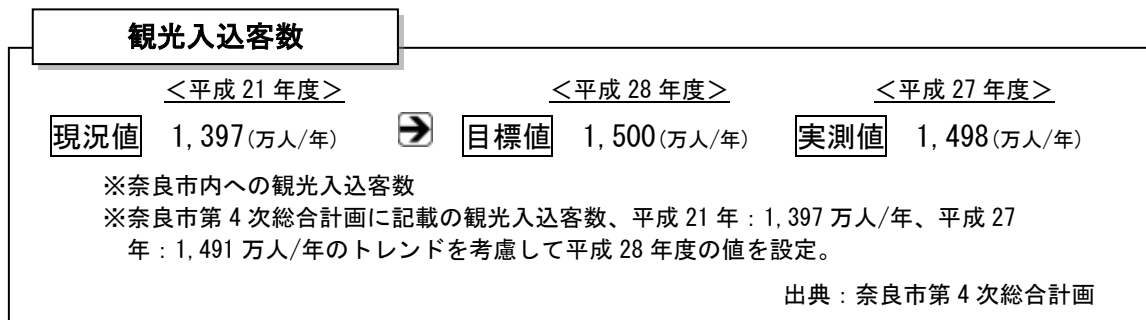 観光入込客数
＜平成 21 年度＞ ＜平成 28 年度＞ ＜平成 27 年度＞
現況値 1,397(万人/年) → 目標値 1,500(万人/年) 実測値 1,498(万人/年)
※奈良市内への観光入込客数
※奈良市第 4 次総合計画に記載の観光入込客数、平成 21 年：1,397 万人/年、平成 27
年：1,491 万人/年のトレンドを考慮して平成 28 年度の値を設定。
出典：奈良市第 4 次総合計画